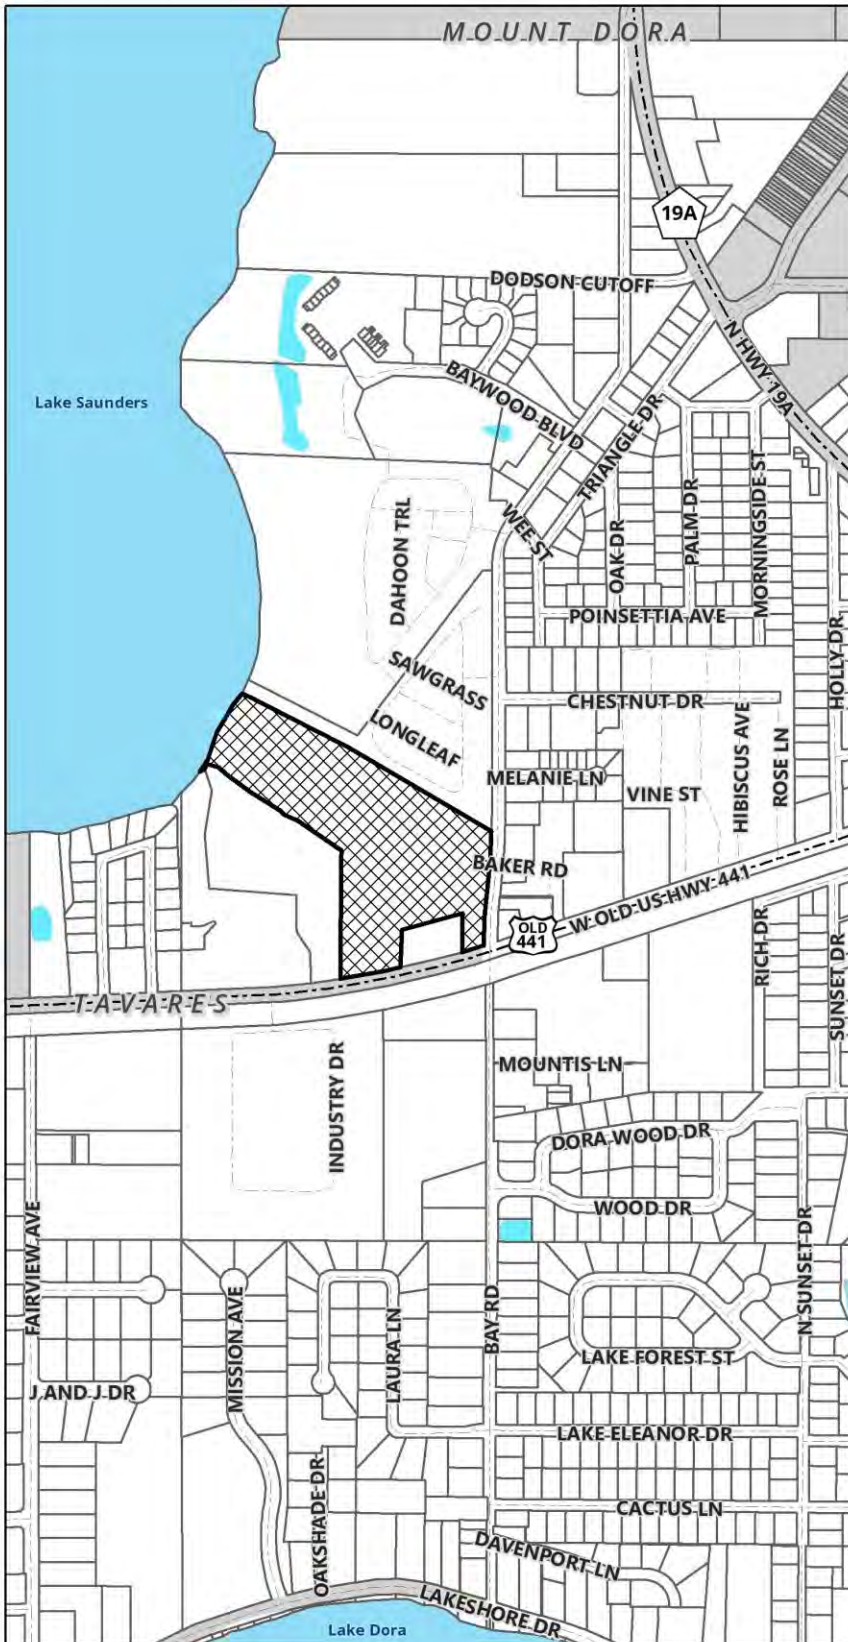 MOUNT DORA
19A
DODSON CUTOFF
N HWY 19A
BAYWOOD BLVD
Lake Saunders
TRIANGLE DR
WEE ST
DAHOON TRL
OAK DR
PALM DR
MORNINGSIDE ST
POINSETTIA AVE
HOLLY DR
SAWGRASS
CHESTNUT DR
LONGLEAF
MELANIE LN
VINE ST
HIBISCUS AVE
ROSE LN
BAKER RD
W OLD US HWY 441
OLD
441
RICH DR
SUNSET DR
TAVARES
INDUSTRY DR
MOUNTIS LN
DORA WOOD DR
WOOD DR
FAIRVIEW AVE
MISSION AVE
LAURA LN
BAY RD
N SUNSET DR
LAKE FOREST ST
J AND J DR
LAKE ELEANOR DR
OAKSHADE DR
CACTUS LN
DAVENPORT LN
LAKESHORE DR
Lake Dora